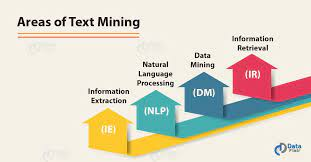 Areas of Text Mining
Information
Extraction
(IE)
Natural
Language
Processing
(NLP)
Data
Mining
(DM)
Information
Retrieval
(IR)
Data
Flair